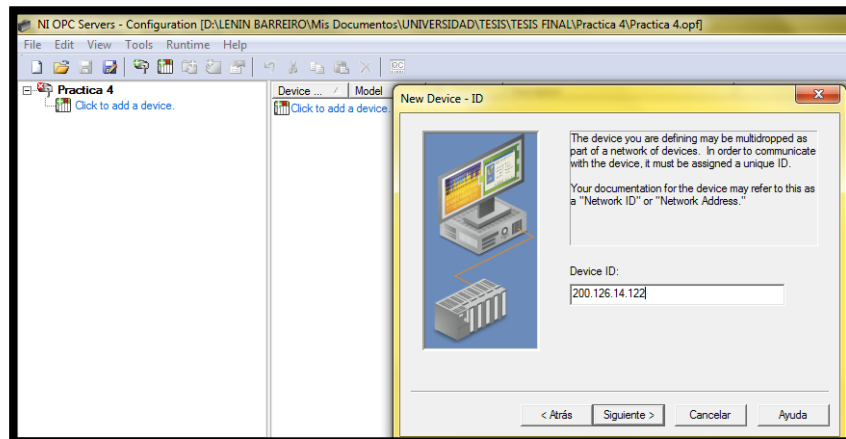 NI OPC Servers - Configuration [D:\LENIN BARREIRO\Mis Documentos\UNIVERSIDAD\TESIS\TESIS FINAL\Practica 4\Practica 4.opf]
File Edit View Tools Runtime Help
Practica 4
Click to add a device.
Device ... Model
Click to add a device.
New Device - ID
The device you are defining may be multidropped as
part of a network of devices. In order to communicate
with the device, it must be assigned a unique ID.
Your documentation for the device may refer to this as
a "Network ID" or "Network Address."
Device ID:
200.126.14.122
< Atrás Siguiente > Cancelar Ayuda